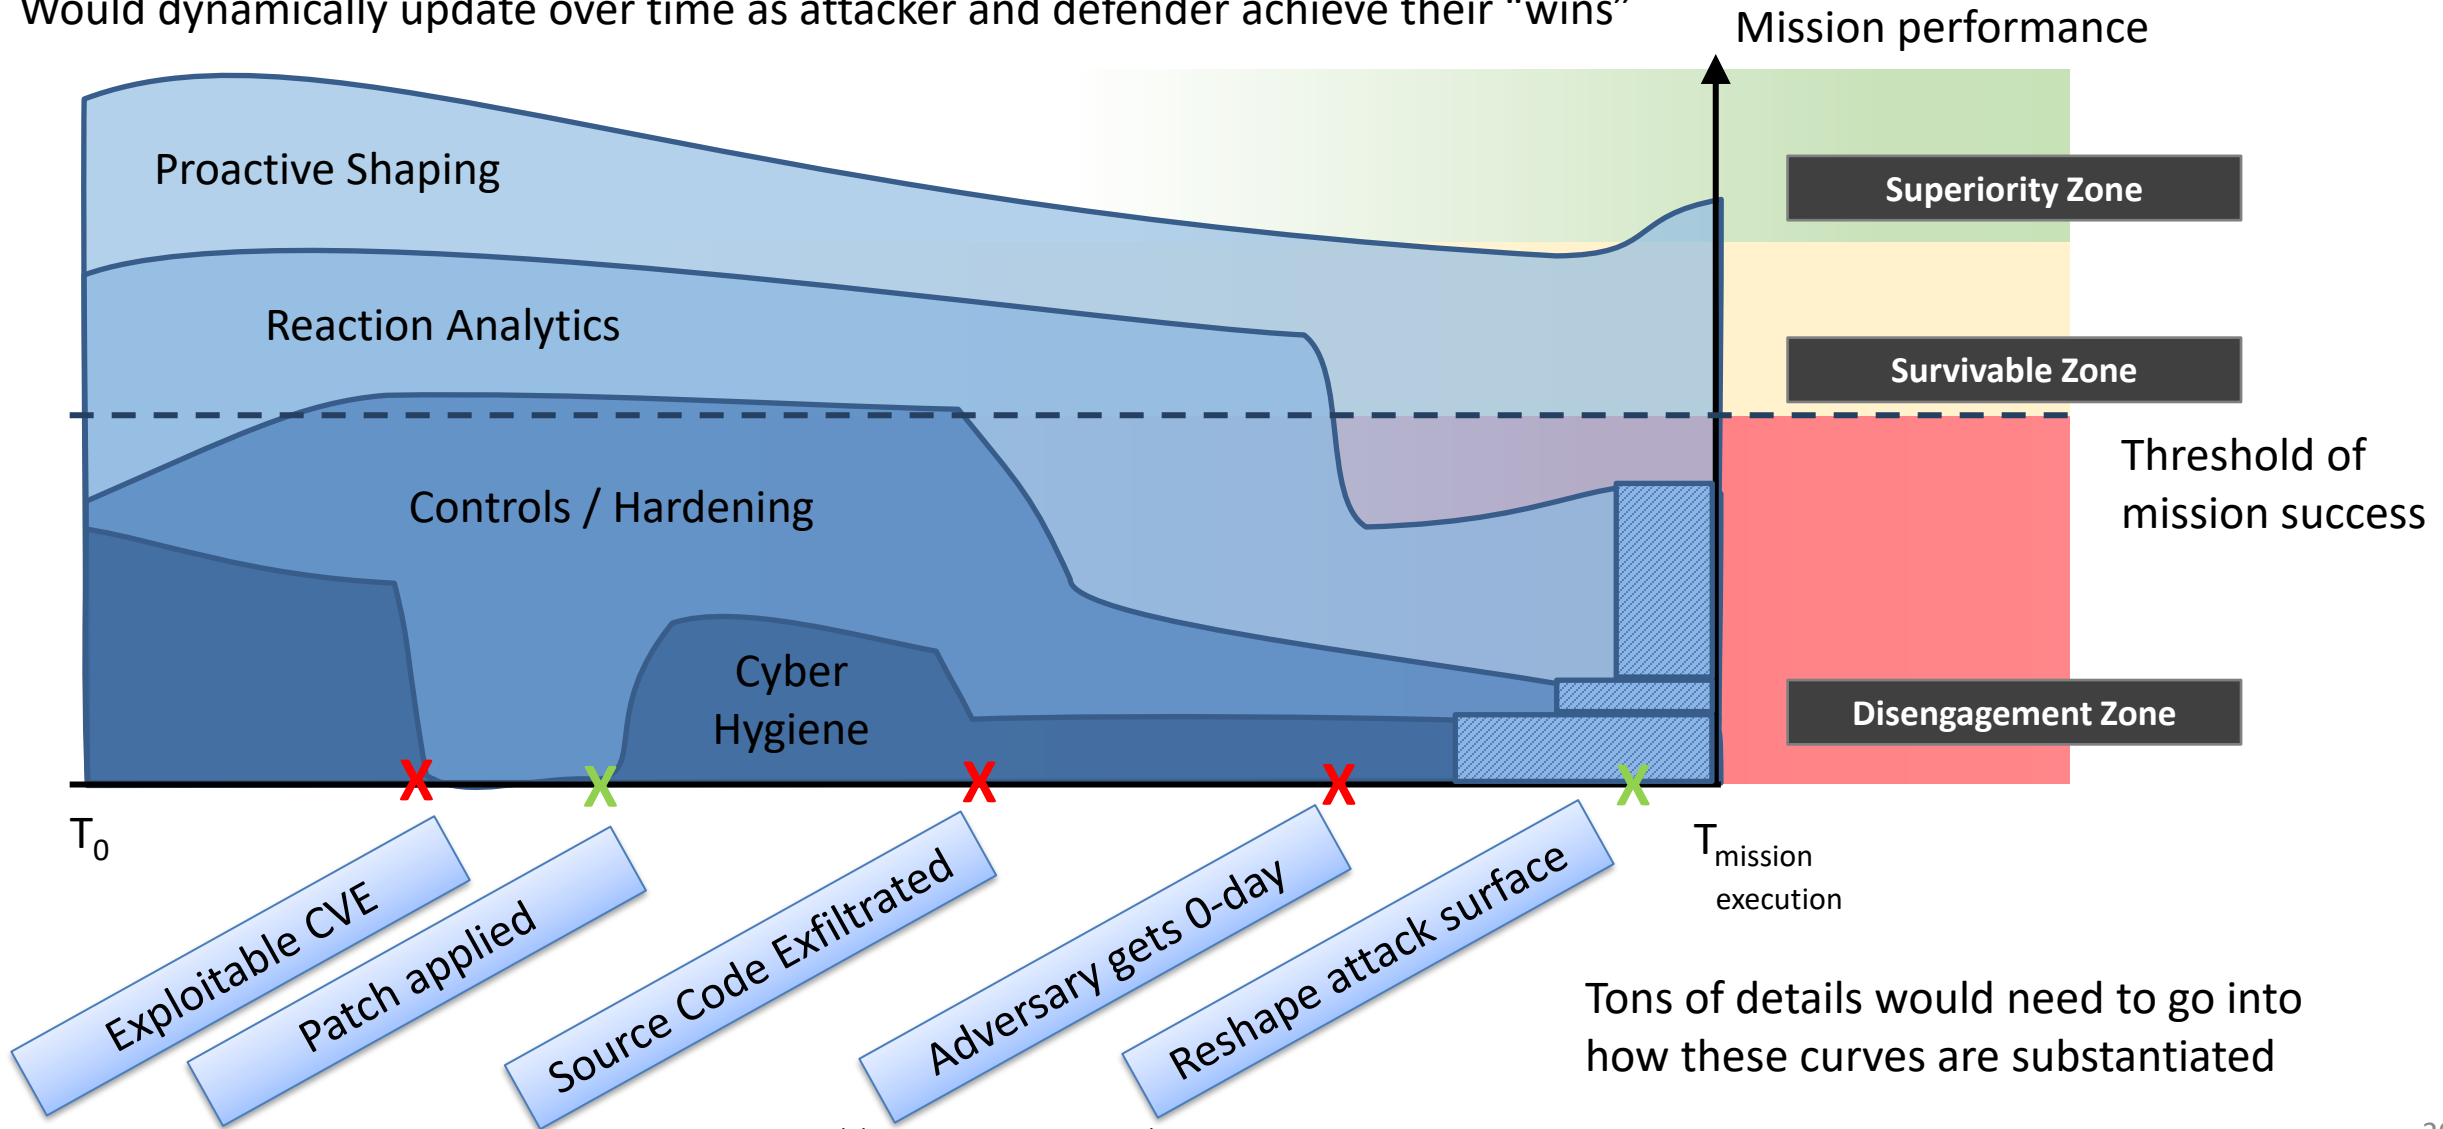 Would dynamically update over time as attacker and defender achieve their “wins”
Mission performance
Proactive Shaping
Superiority Zone
Reaction Analytics
Survivable Zone
Threshold of
mission success
Controls / Hardening
Cyber
Hygiene
Disengagement Zone
X X X X X
T0
Tmission
execution
Exploitable CVE
Patch applied
Source Code Exfiltrated
Adversary gets 0-day
Reshape attack surface
Tons of details would need to go into
how these curves are substantiated